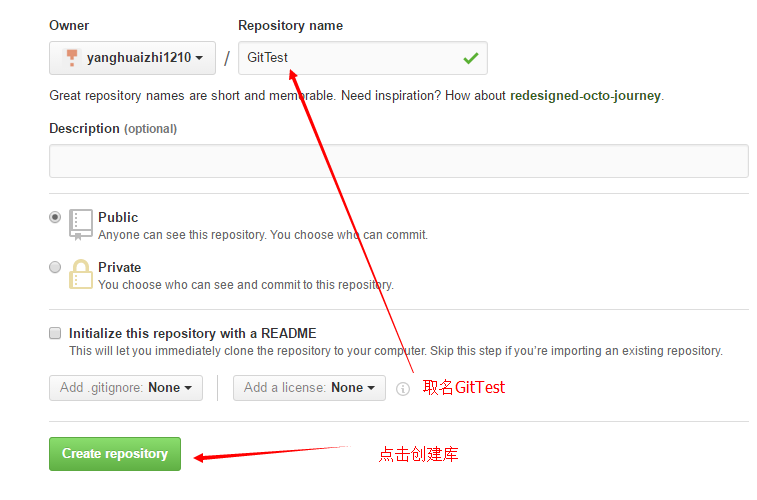 Owner Repository name
yanghuaizhi1210 / GitTest
Great repository names are short and memorable. Need inspiration? How about redesigned-octo-journey.
Description (optional)
Public
Anyone can see this repository. You choose who can commit.
Private
You choose who can see and commit to this repository.
Initialize this repository with a README
This will let you immediately clone the repository to your computer. Skip this step if you're importing an existing repository.
Add .gitignore: None Add a license: None 取名GitTest
Create repository 点击创建库